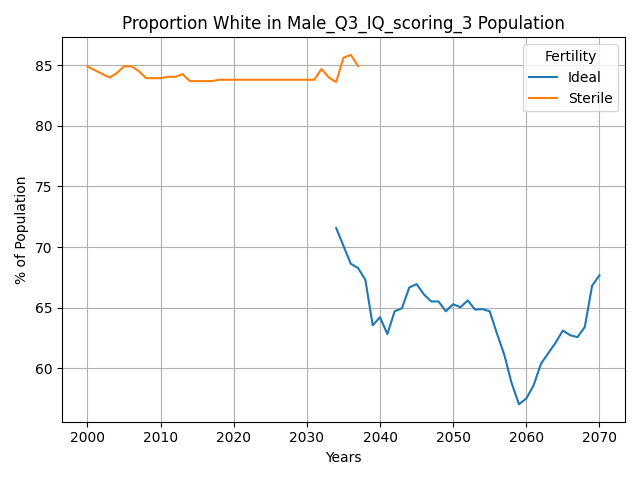 Proportion White in Male_Q3_IQ_scoring_3 Population
Fertility
Ideal
Sterile
% of Population
85
80
75
70
65
60
2000 2010 2020 2030 2040 2050 2060 2070
Years